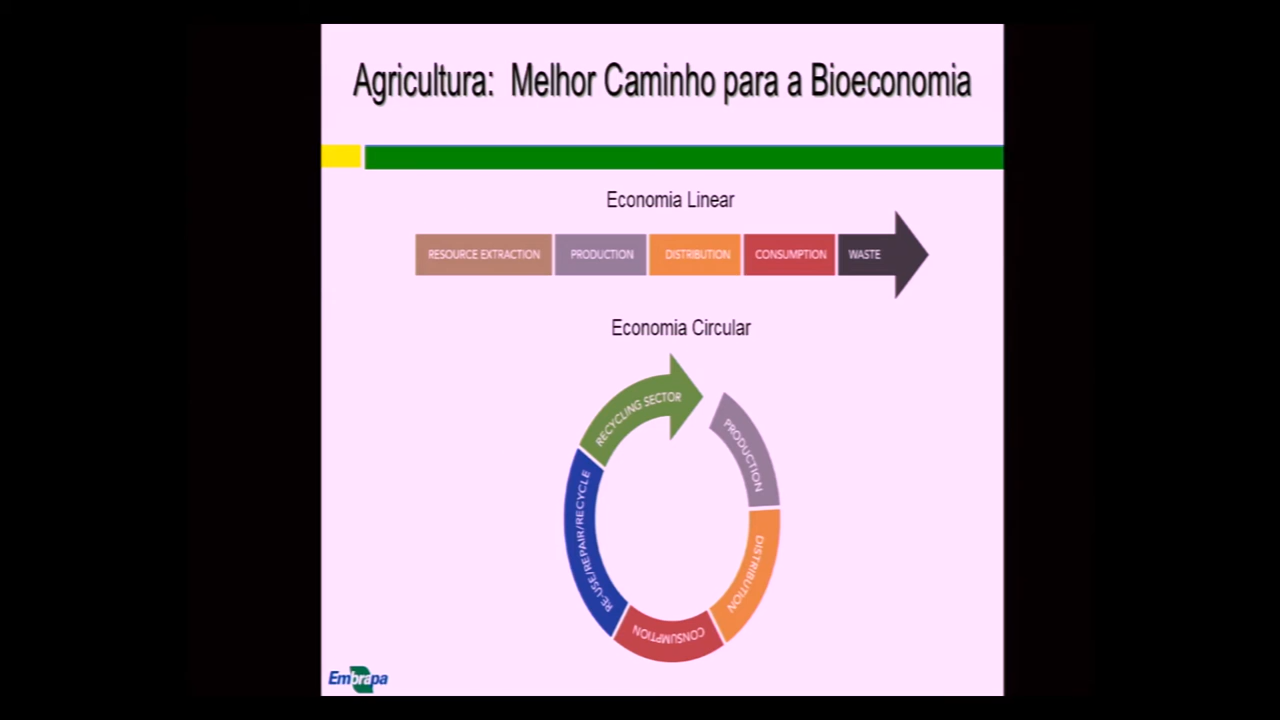 Agricultura: Melhor Caminho para a Bioeconomia
Economia Linear
RESOURCE EXTRACTION
PRODUCTION
DISTRIBUTION
CONSUMPTION
WASTE
Economia Circular
RECYCLING SECTOR
PRODUCTION
DISTRIBUTION
CONSUMPTION
RE-USE/REPAIR/RECYCLE
Embrapa